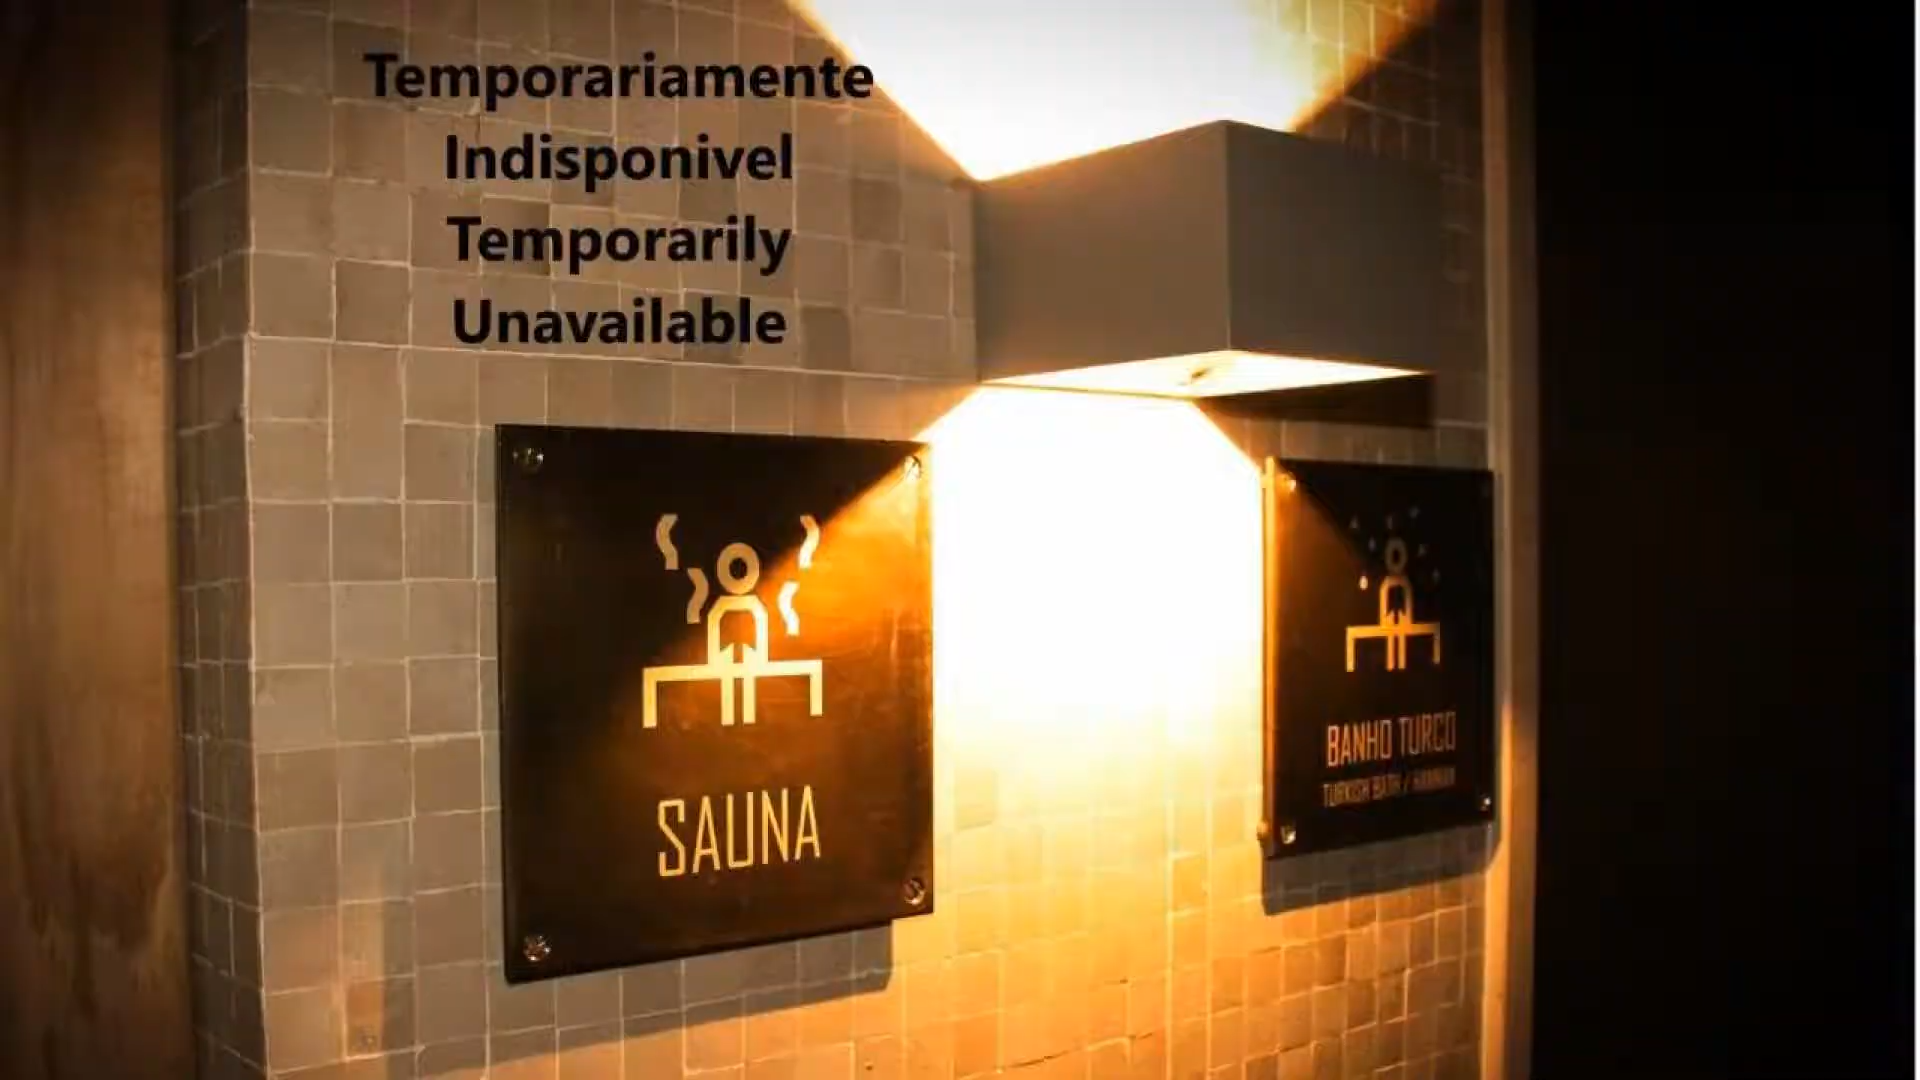 Temporariamente
Indisponivel
Temporarily
Unavailable
SAUNA
BANHO TURCO
TURKISH BATH / HAMMAM